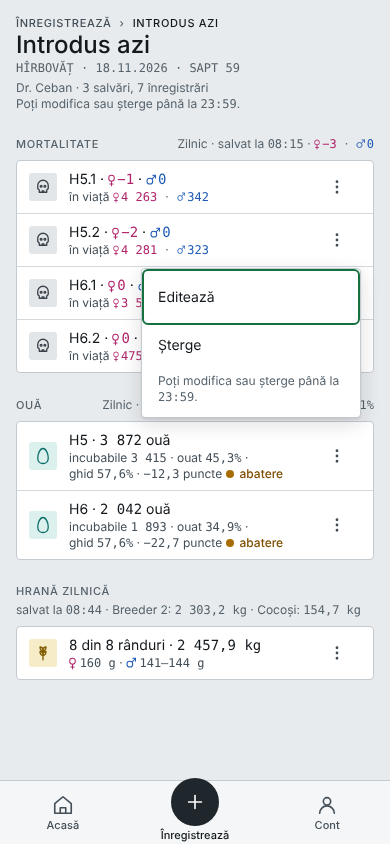 ÎNREGISTREAZĂ › INTRODUS AZI
Introdus azi
HÎRBOVĂȚ · 18.11.2026 · SAPT 59
Dr. Ceban · 3 salvări, 7 înregistrări
Poți modifica sau șterge până la 23:59.
MORTALITATE Zilnic · salvat la 08:15 · ♀−3 · ♂0
H5.1 · ♀−1 · ♂0
în viață ♀4 263 · ♂342
H5.2 · ♀−2 · ♂0
în viață ♀4 281 · ♂323
H6.1 · ♀0 ·
în viață ♀3
H6.2 · ♀0 ·
în viață ♀475
Editează
Șterge
Poți modifica sau șterge până la
23:59.
OUĂ Zilnic · 1%
H5 · 3 872 ouă
incubabile 3 415 · ouat 45,3% ·
ghid 57,6% · −12,3 puncte ● abatere
H6 · 2 042 ouă
incubabile 1 893 · ouat 34,9% ·
ghid 57,6% · −22,7 puncte ● abatere
HRANĂ ZILNICĂ
salvat la 08:44 · Breeder 2: 2 303,2 kg · Cocoși: 154,7 kg
8 din 8 rânduri · 2 457,9 kg
♀160 g · ♂141–144 g
Acasă
Înregistrează
Cont